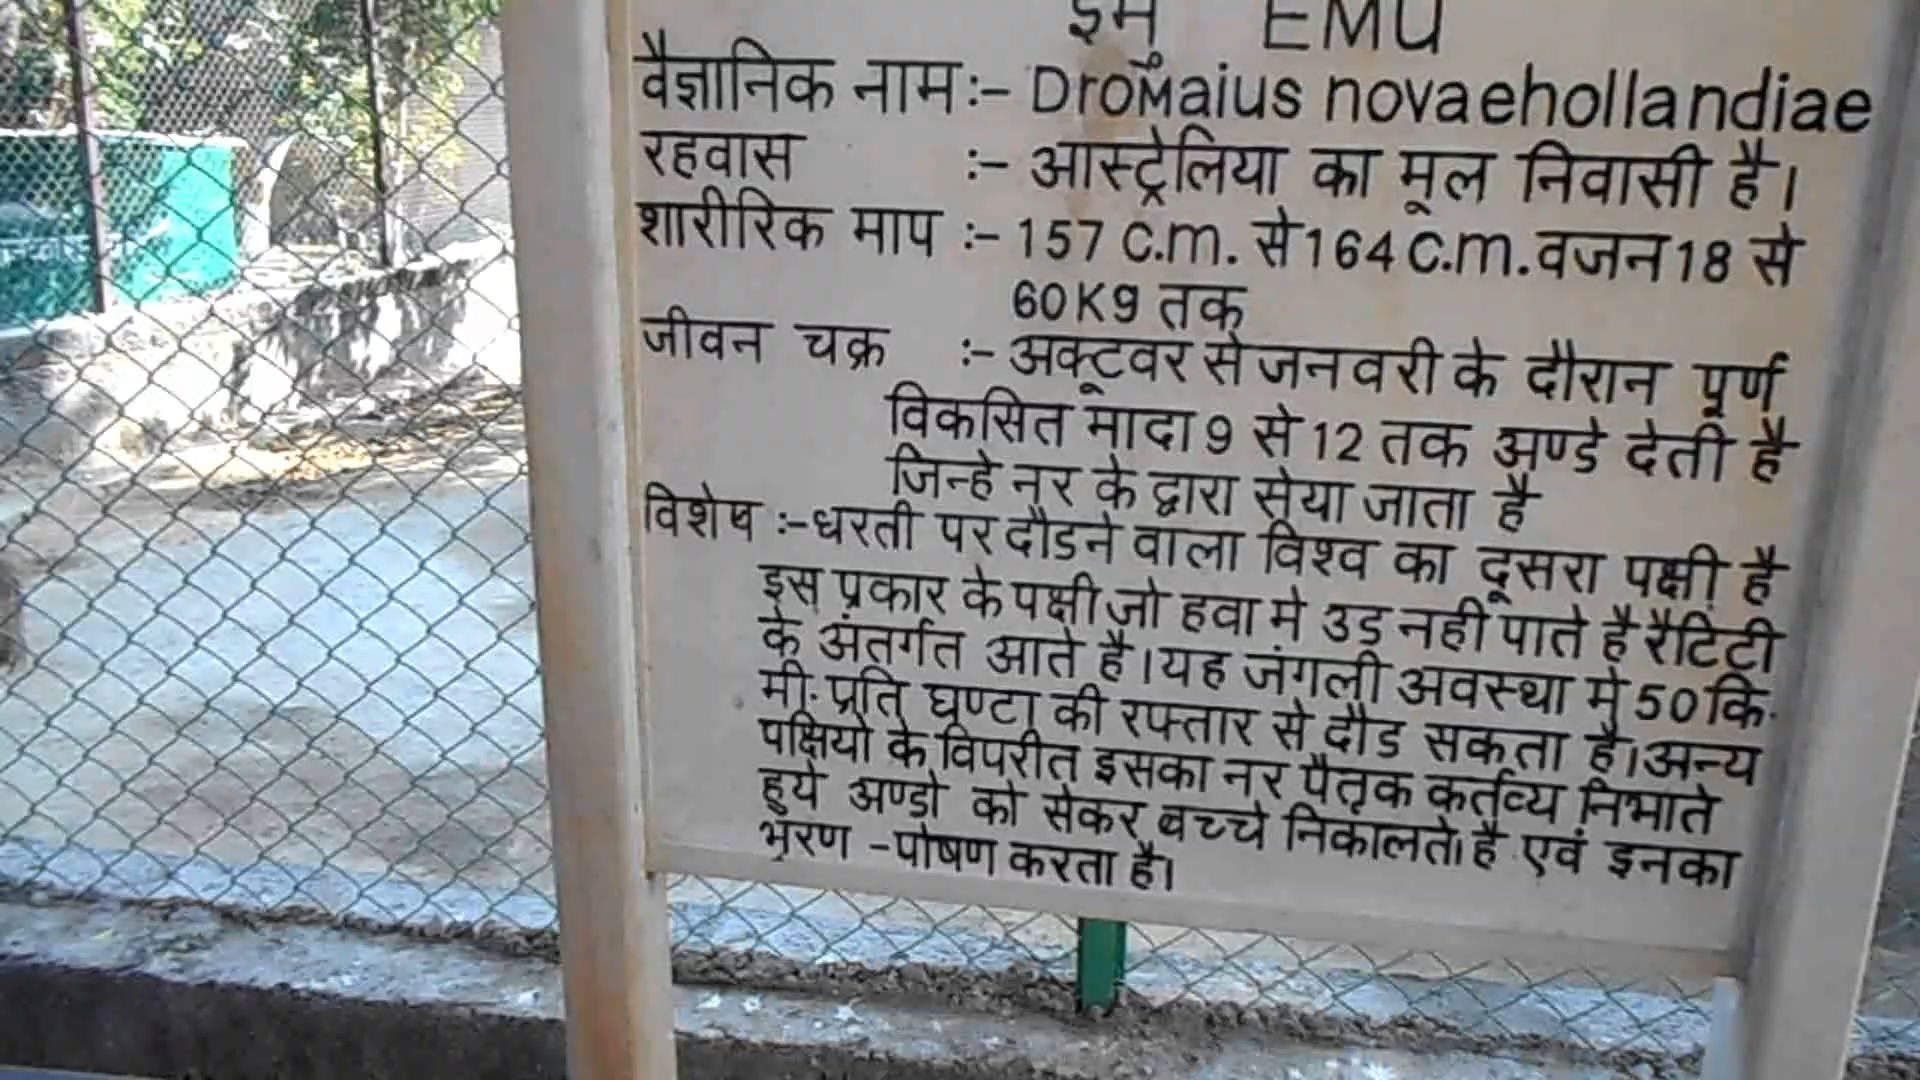 इमु EMU
वैज्ञानिक नामः- Dromaius novaehollandiae
रहवास :- आस्ट्रेलिया का मूल निवासी है।
शारीरिक माप :- 157 C.m. से 164 C.m. वजन 18 से
60 K9 तक
जीवन चक्र :- अक्टूवर से जनवरी के दौरान पूर्ण
विकसित मादा 9 से 12 तक अण्डे देती है
जिन्हे नर के द्वारा सेया जाता है
विशेष :- धरती पर दौडने वाला विश्व का दूसरा पक्षी है
इस प्रकार के पक्षी जो हवा मे उड़ नही पाते है रैटिटी
के अंतर्गत आते है। यह जंगली अवस्था मे 50 कि.
मी. प्रति घण्टा की रफ्तार से दौड सकता है। अन्य
पक्षियो के विपरीत इसका नर पैतृक कर्तव्य निभाते
हुये अण्डो को सेकर बच्चे निकालते। है एवं इनका
भरण - पोषण करता है।